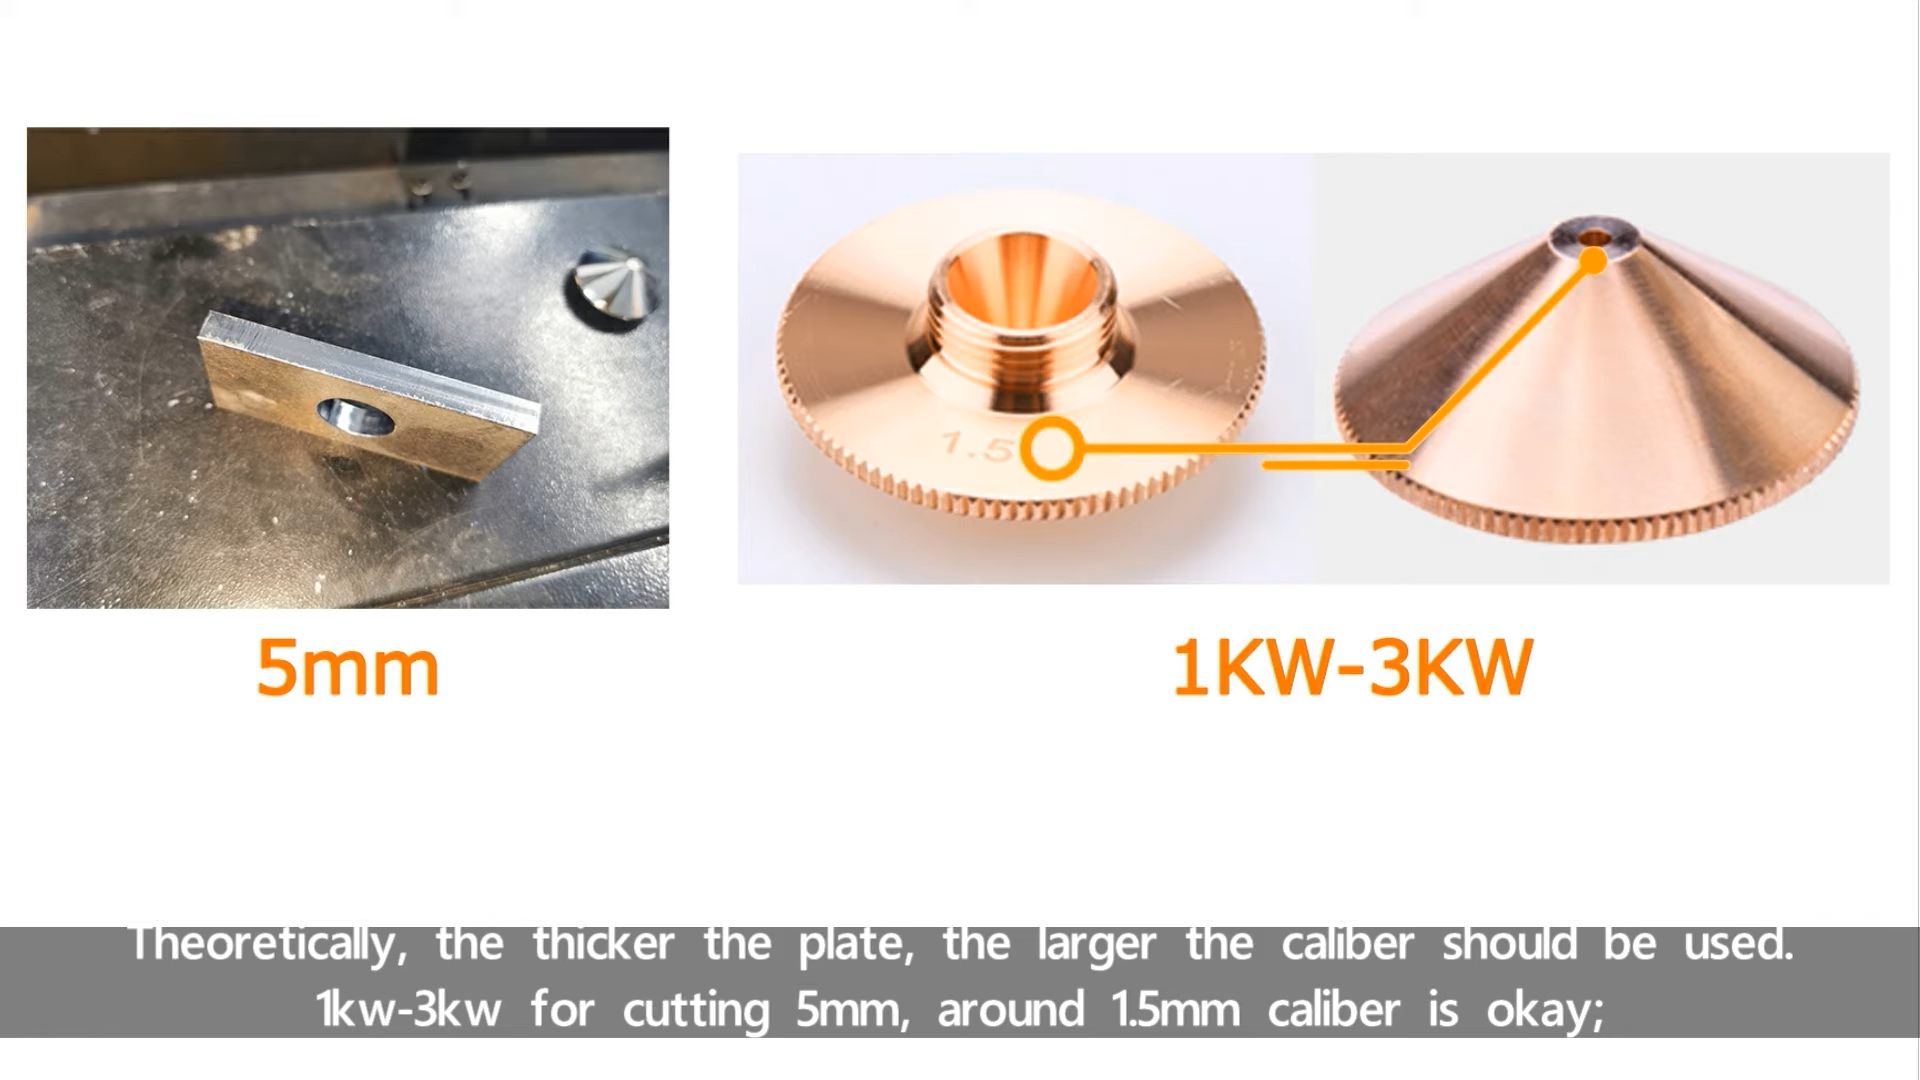 1.5
5mm
1KW-3KW
Theoretically, the thicker the plate, the larger the caliber should be used.
1kw-3kw for cutting 5mm, around 1.5mm caliber is okay;